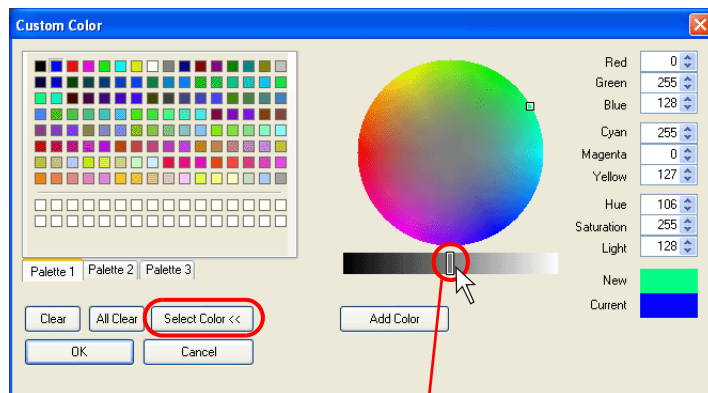 Custom Color
Red 0
Green 255
Blue 128
Cyan 255
Magenta 0
Yellow 127
Hue 106
Saturation 255
Light 128
New
Current
Palette 1 Palette 2 Palette 3
Clear All Clear Select Color << Add Color
OK Cancel